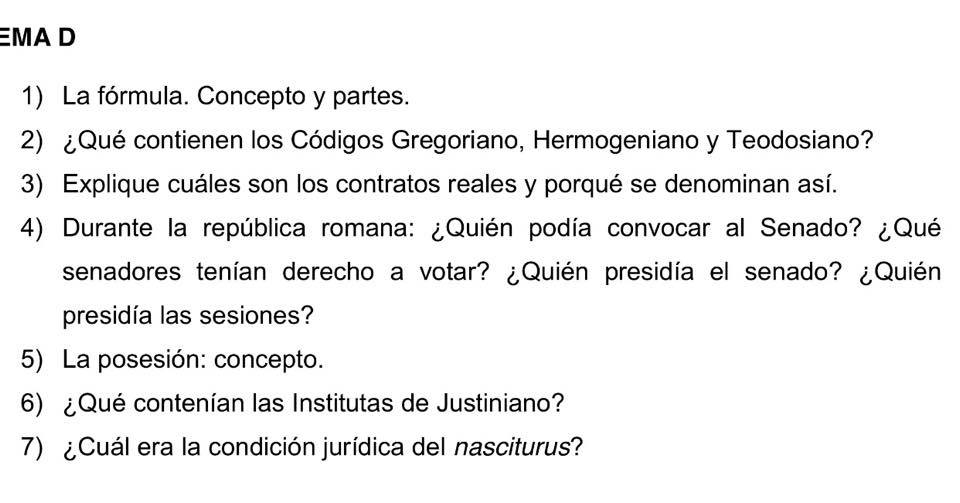 EMA D
1) La fórmula. Concepto y partes.
2) ¿Qué contienen los Códigos Gregoriano, Hermogeniano y Teodosiano?
3) Explique cuáles son los contratos reales y porqué se denominan así.
4) Durante la república romana: ¿Quién podía convocar al Senado? ¿Qué
senadores tenían derecho a votar? ¿Quién presidía el senado? ¿Quién
presidía las sesiones?
5) La posesión: concepto.
6) ¿Qué contenían las Institutas de Justiniano?
7) ¿Cuál era la condición jurídica del nasciturus?